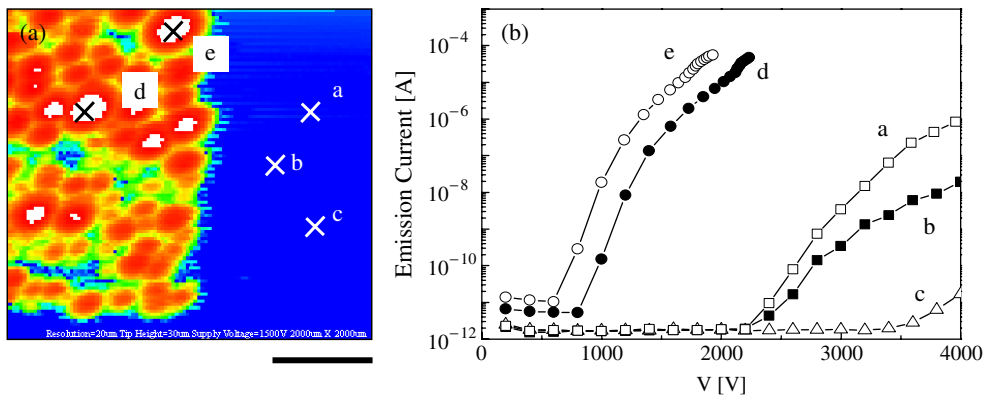 (a)
e
d
a
b
c
Resolution=20um Tip Height=30um Supply Voltage=1500V 2000um X 2000um
(b)
Emission Current [A]
10⁻⁴
10⁻⁶
10⁻⁸
10⁻¹⁰
10⁻¹²
e
d
a
b
c
0 1000 2000 3000 4000
V [V]